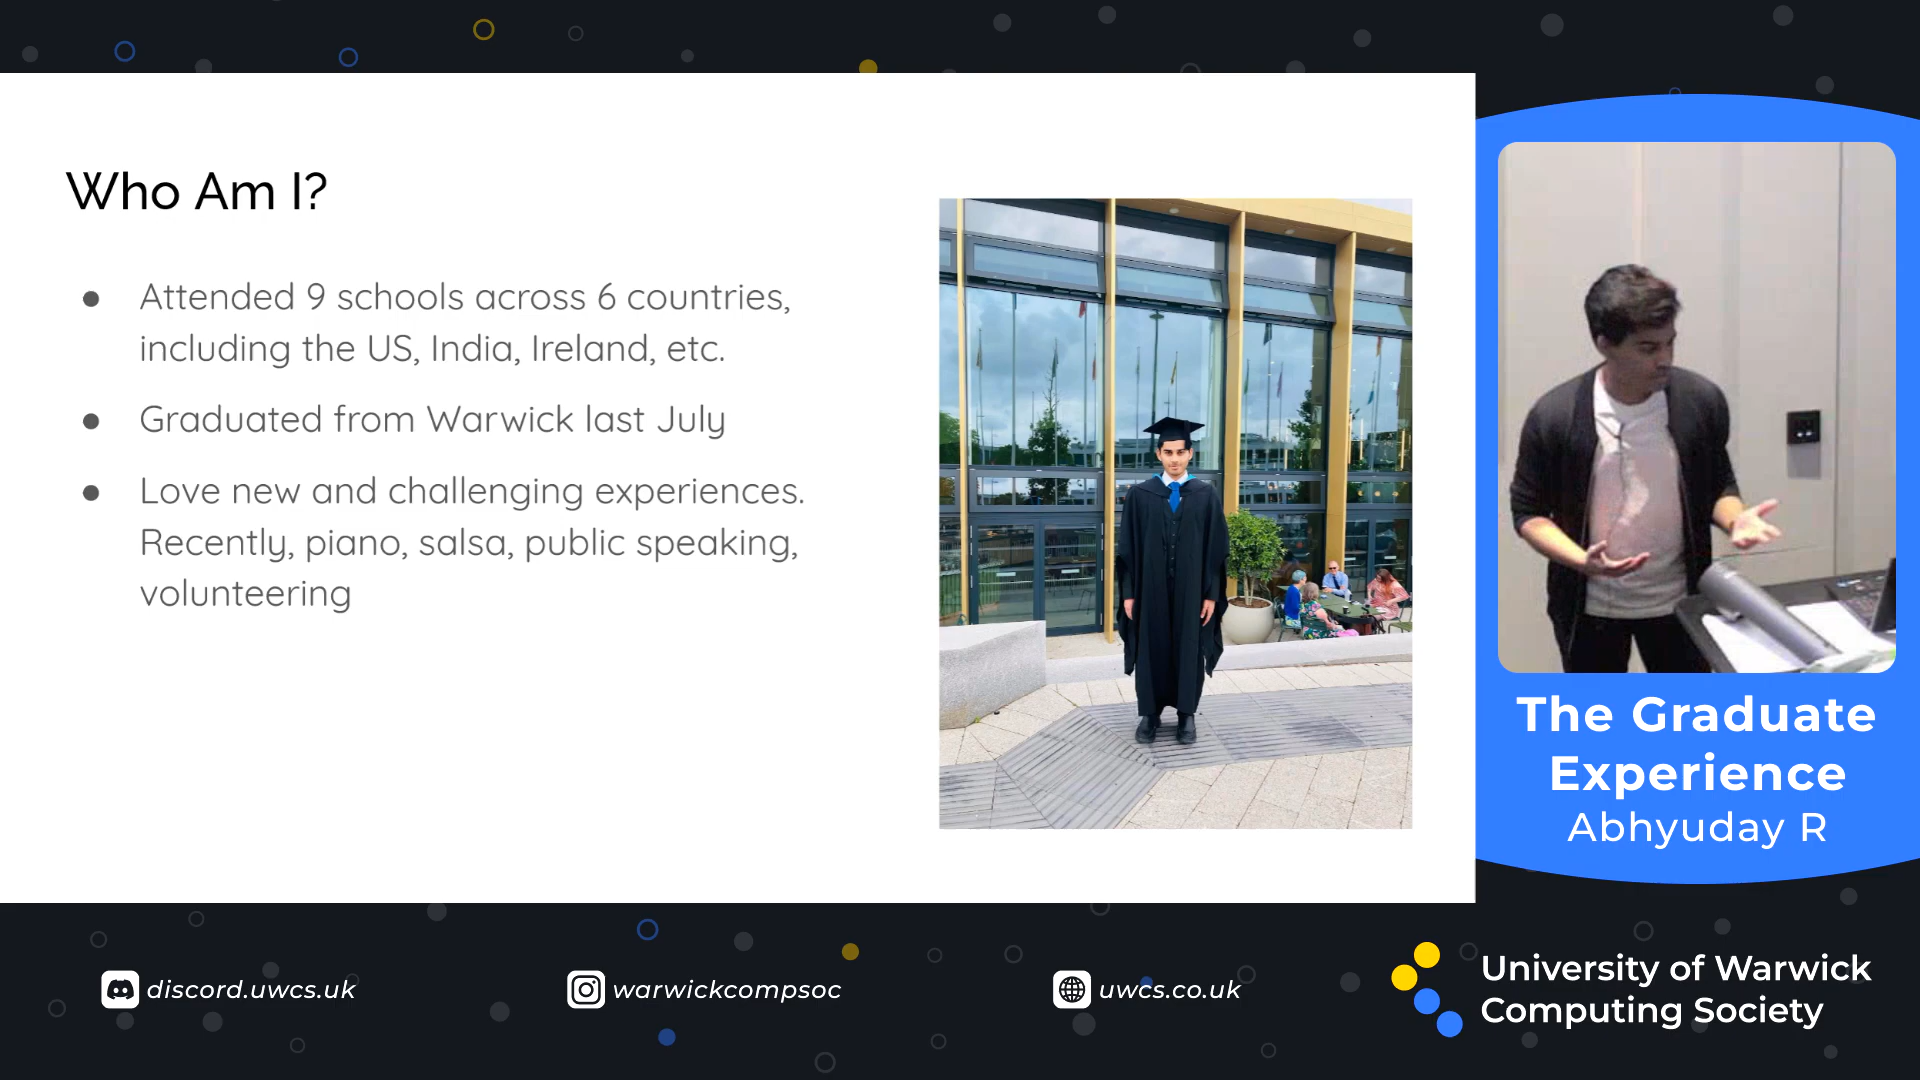 Who Am I?
● Attended 9 schools across 6 countries,
including the US, India, Ireland, etc.
● Graduated from Warwick last July
● Love new and challenging experiences.
Recently, piano, salsa, public speaking,
volunteering
The Graduate
Experience
Abhyuday R
discord.uwcs.uk
warwickcompsoc
uwcs.co.uk
University of Warwick
Computing Society